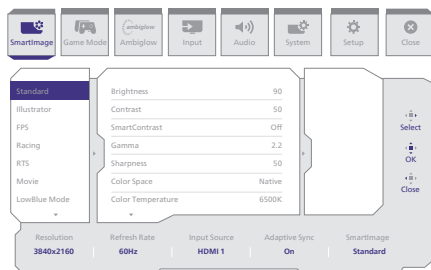 ambiglow
SmartImage Game Mode Ambiglow Input Audio System Setup Close
Standard Brightness 90
Illustrator Contrast 50
FPS SmartContrast Off
Racing Gamma 2.2
RTS Sharpness 50
Movie Color Space Native
LowBlue Mode Color Temperature 6500K
Select
OK
Close
Resolution Refresh Rate Input Source Adaptive Sync SmartImage
3840x2160 60Hz HDMI 1 On Standard